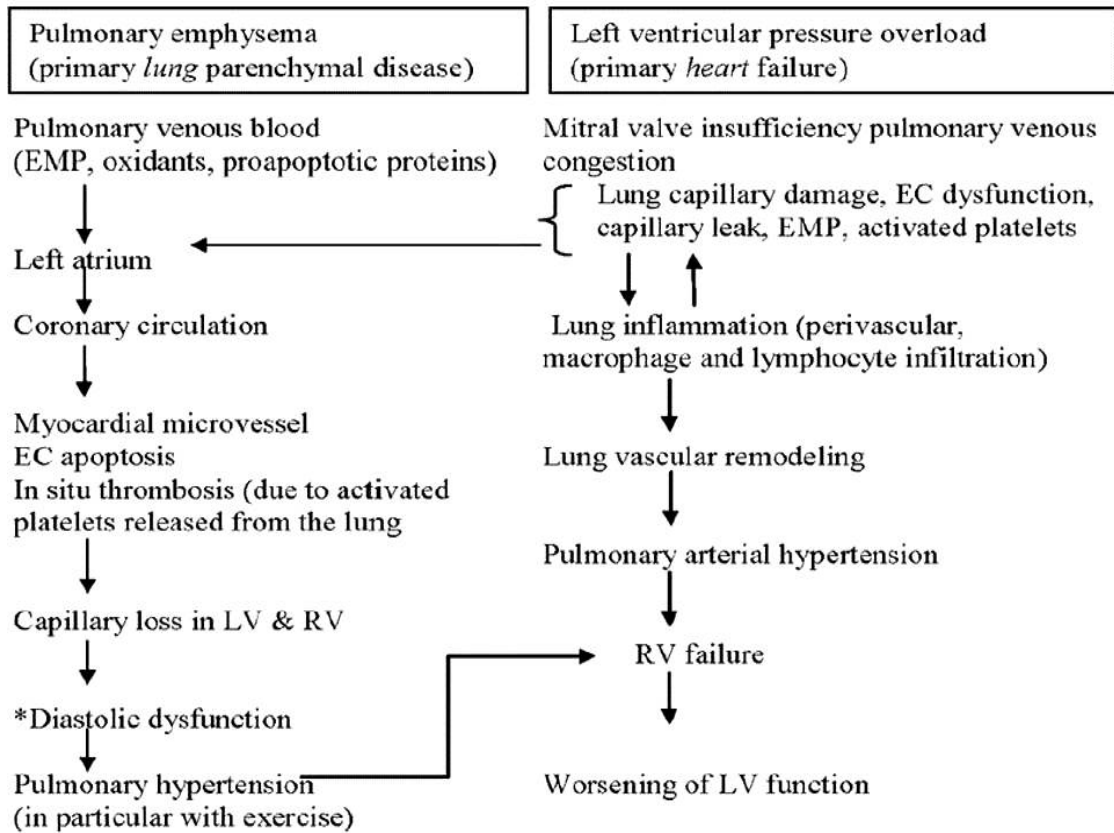 Pulmonary emphysema
(primary lung parenchymal disease)
Pulmonary venous blood
(EMP, oxidants, proapoptotic proteins)
Left atrium
Coronary circulation
Myocardial microvessel
EC apoptosis
In situ thrombosis (due to activated
platelets released from the lung
Capillary loss in LV & RV
*Diastolic dysfunction
Pulmonary hypertension
(in particular with exercise)
Left ventricular pressure overload
(primary heart failure)
Mitral valve insufficiency pulmonary venous
congestion
Lung capillary damage, EC dysfunction,
capillary leak, EMP, activated platelets
Lung inflammation (perivascular,
macrophage and lymphocyte infiltration)
Lung vascular remodeling
Pulmonary arterial hypertension
RV failure
Worsening of LV function